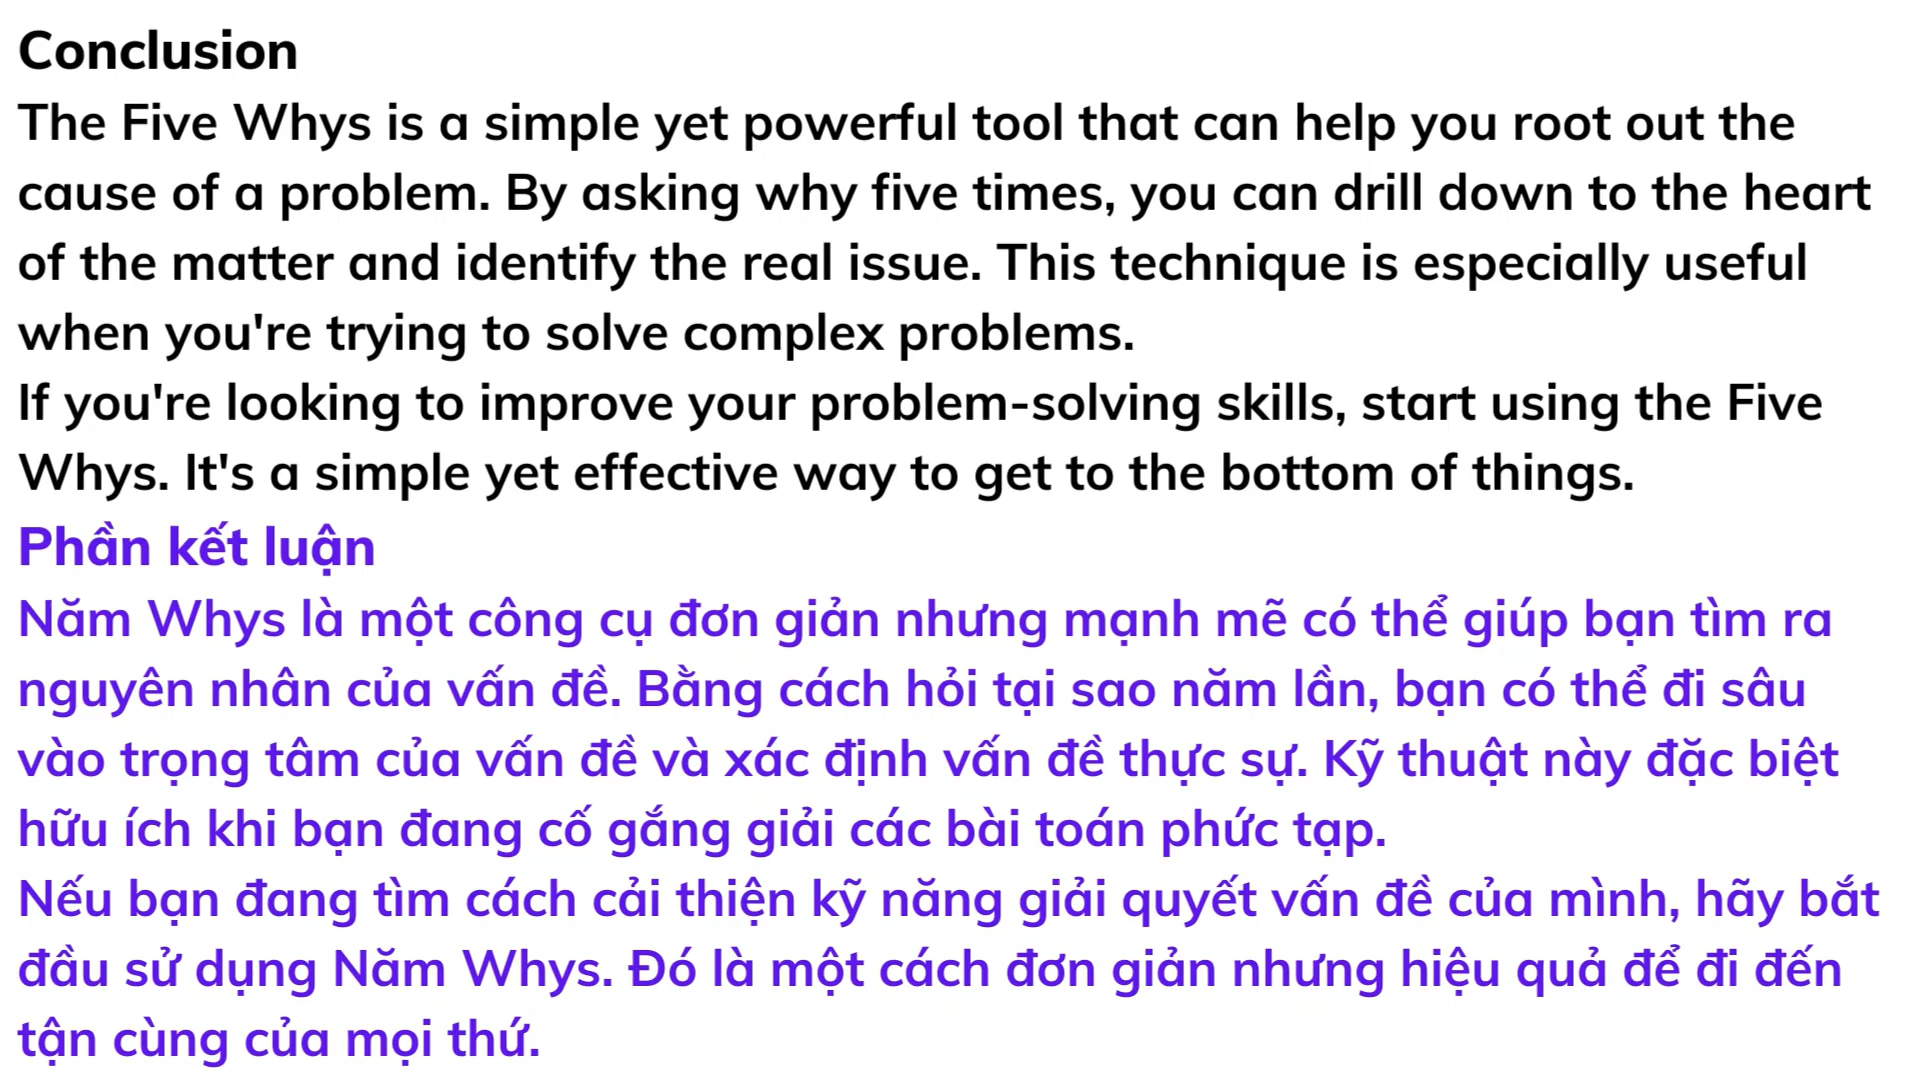 Conclusion
The Five Whys is a simple yet powerful tool that can help you root out the
cause of a problem. By asking why five times, you can drill down to the heart
of the matter and identify the real issue. This technique is especially useful
when you're trying to solve complex problems.
If you're looking to improve your problem-solving skills, start using the Five
Whys. It's a simple yet effective way to get to the bottom of things.
Phần kết luận
Năm Whys là một công cụ đơn giản nhưng mạnh mẽ có thể giúp bạn tìm ra
nguyên nhân của vấn đề. Bằng cách hỏi tại sao năm lần, bạn có thể đi sâu
vào trọng tâm của vấn đề và xác định vấn đề thực sự. Kỹ thuật này đặc biệt
hữu ích khi bạn đang cố gắng giải các bài toán phức tạp.
Nếu bạn đang tìm cách cải thiện kỹ năng giải quyết vấn đề của mình, hãy bắt
đầu sử dụng Năm Whys. Đó là một cách đơn giản nhưng hiệu quả để đi đến
tận cùng của mọi thứ.